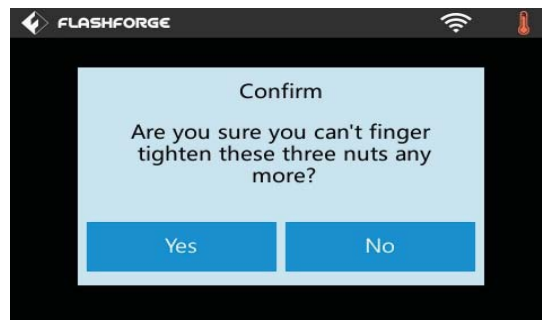 FLASHFORGE
Confirm
Are you sure you can't finger
tighten these three nuts any
more?
Yes
No